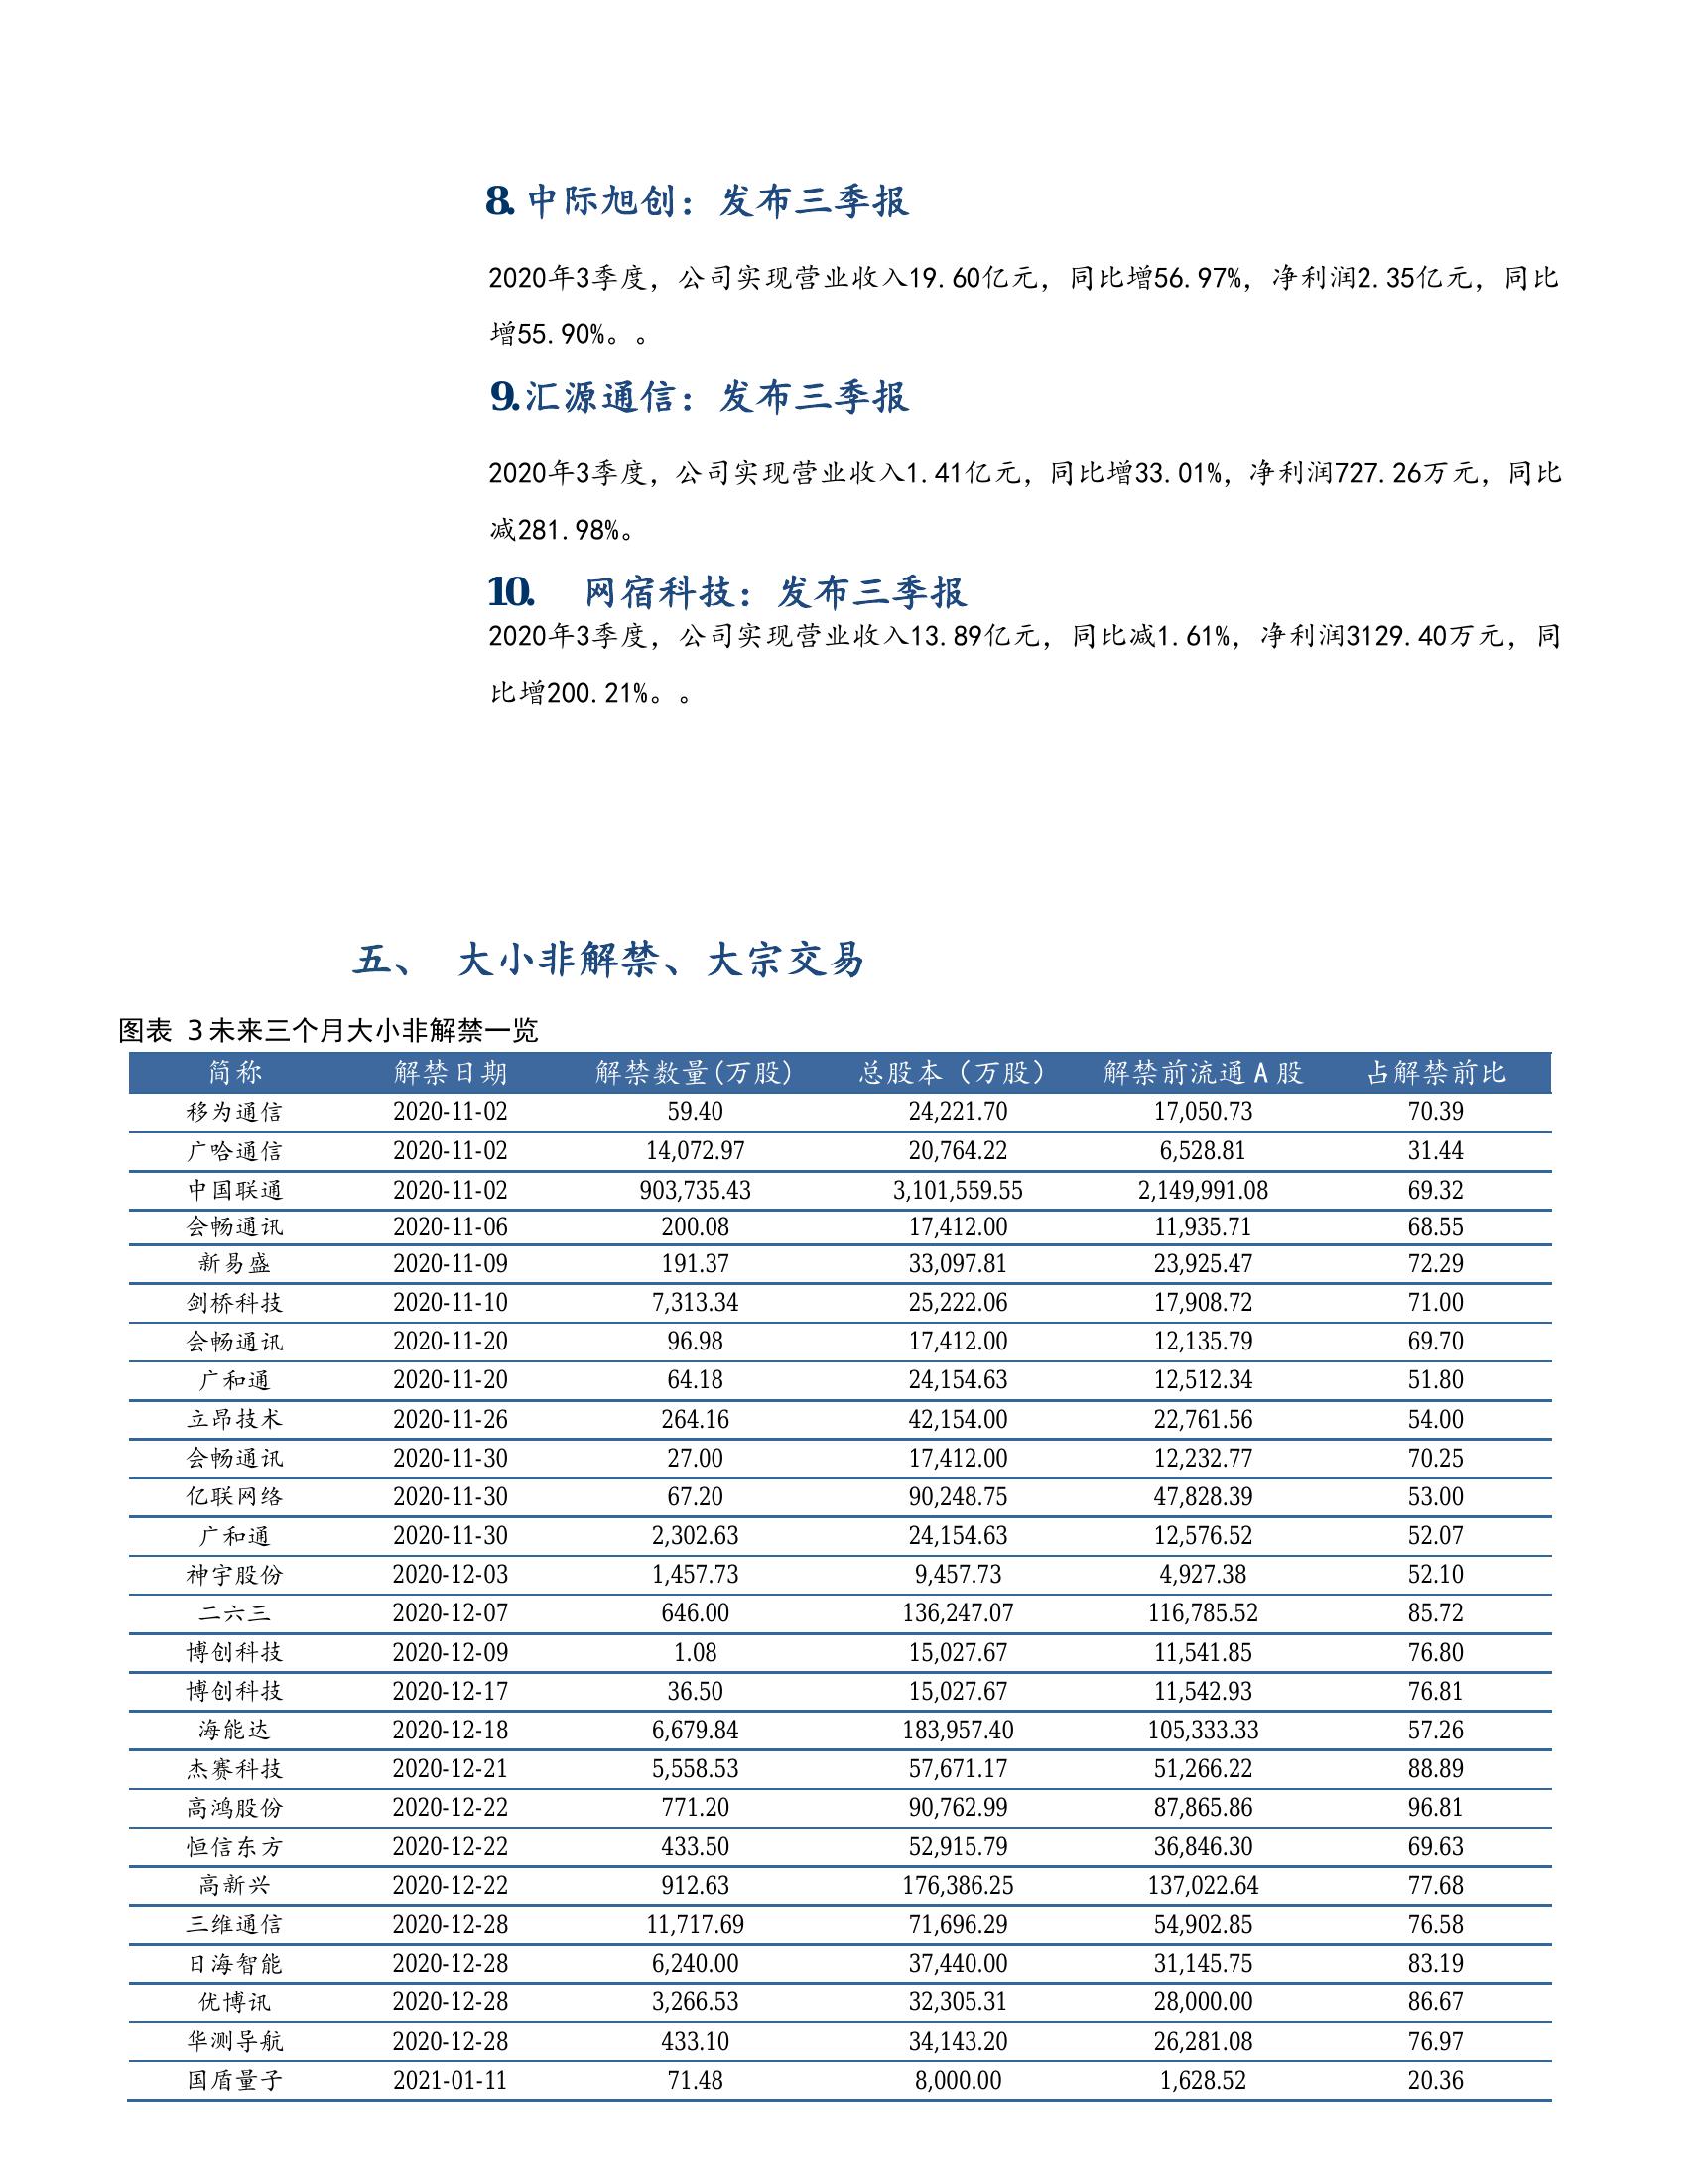 8. 中际旭创：发布三季报
2020年3季度，公司实现营业收入19.60亿元，同比增56.97%，净利润2.35亿元，同比
增55.90%。。
9.汇源通信：发布三季报
2020年3季度，公司实现营业收入1.41亿元，同比增33.01%，净利润727.26万元，同比
减281.98%。
10. 网宿科技：发布三季报
2020年3季度，公司实现营业收入13.89亿元，同比减1.61%，净利润3129.40万元，同
比增200.21%。。
五、 大小非解禁、大宗交易
图表 3 未来三个月大小非解禁一览
简称 解禁日期 解禁数量(万股) 总股本（万股） 解禁前流通 A 股 占解禁前比
移为通信 2020-11-02 59.40 24,221.70 17,050.73 70.39
广哈通信 2020-11-02 14,072.97 20,764.22 6,528.81 31.44
中国联通 2020-11-02 903,735.43 3,101,559.55 2,149,991.08 69.32
会畅通讯 2020-11-06 200.08 17,412.00 11,935.71 68.55
新易盛 2020-11-09 191.37 33,097.81 23,925.47 72.29
剑桥科技 2020-11-10 7,313.34 25,222.06 17,908.72 71.00
会畅通讯 2020-11-20 96.98 17,412.00 12,135.79 69.70
广和通 2020-11-20 64.18 24,154.63 12,512.34 51.80
立昂技术 2020-11-26 264.16 42,154.00 22,761.56 54.00
会畅通讯 2020-11-30 27.00 17,412.00 12,232.77 70.25
亿联网络 2020-11-30 67.20 90,248.75 47,828.39 53.00
广和通 2020-11-30 2,302.63 24,154.63 12,576.52 52.07
神宇股份 2020-12-03 1,457.73 9,457.73 4,927.38 52.10
二六三 2020-12-07 646.00 136,247.07 116,785.52 85.72
博创科技 2020-12-09 1.08 15,027.67 11,541.85 76.80
博创科技 2020-12-17 36.50 15,027.67 11,542.93 76.81
海能达 2020-12-18 6,679.84 183,957.40 105,333.33 57.26
杰赛科技 2020-12-21 5,558.53 57,671.17 51,266.22 88.89
高鸿股份 2020-12-22 771.20 90,762.99 87,865.86 96.81
恒信东方 2020-12-22 433.50 52,915.79 36,846.30 69.63
高新兴 2020-12-22 912.63 176,386.25 137,022.64 77.68
三维通信 2020-12-28 11,717.69 71,696.29 54,902.85 76.58
日海智能 2020-12-28 6,240.00 37,440.00 31,145.75 83.19
优博讯 2020-12-28 3,266.53 32,305.31 28,000.00 86.67
华测导航 2020-12-28 433.10 34,143.20 26,281.08 76.97
国盾量子 2021-01-11 71.48 8,000.00 1,628.52 20.36